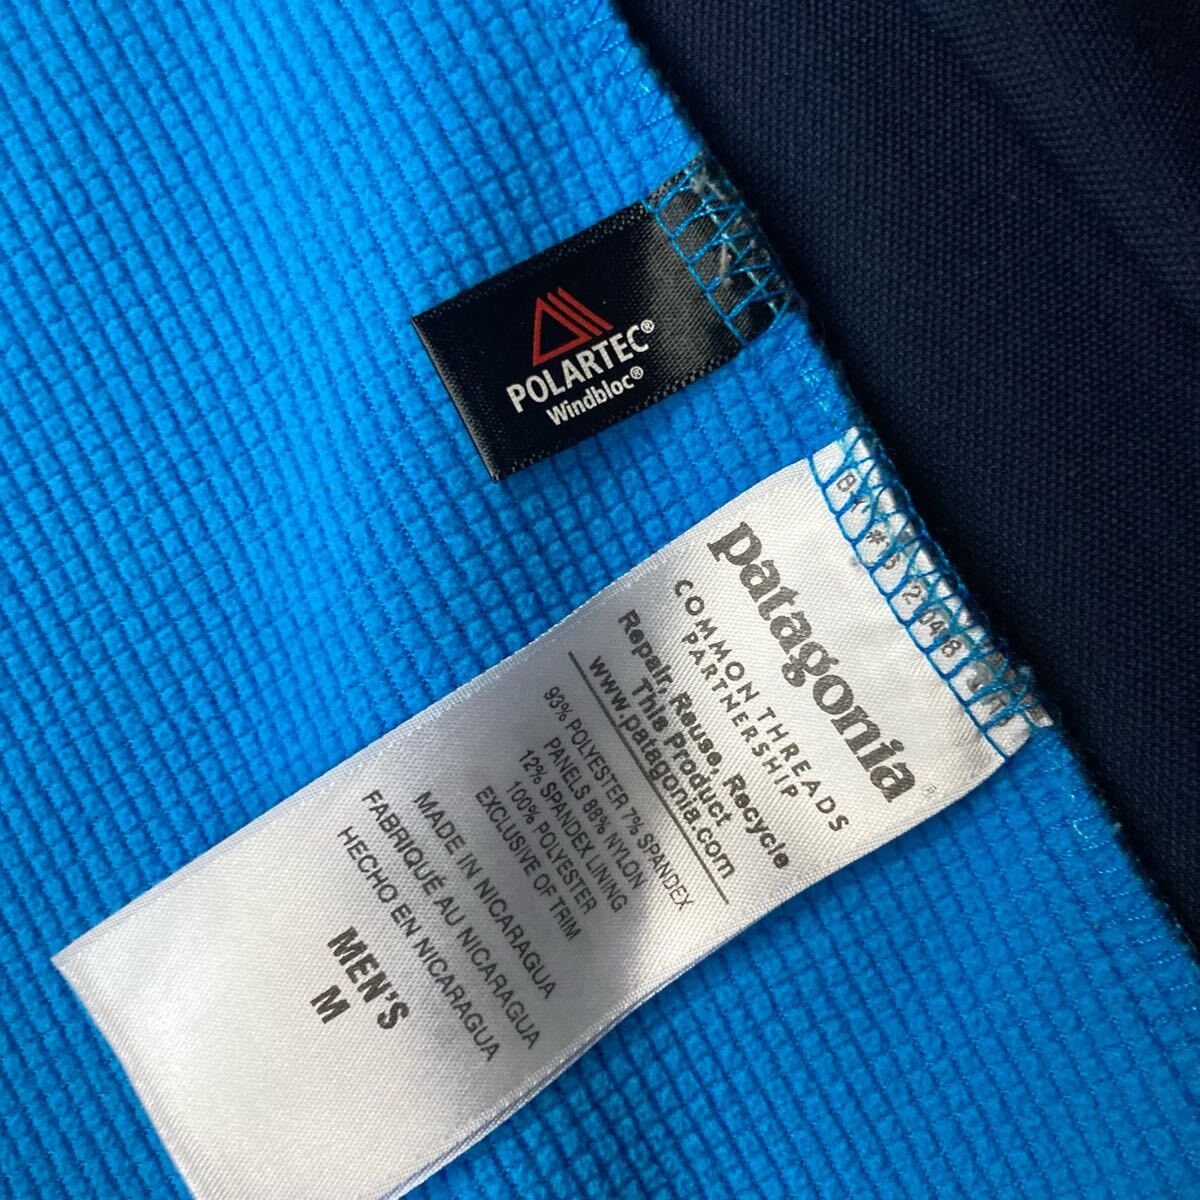 POLARTEC®
Windbloc®
patagonia®
COMMON THREADS
PARTNERSHIP
Repair, Reuse, Recycle
This Product
www.patagonia.com
93% POLYESTER 7% SPANDEX
PANELS 88% NYLON
12% SPANDEX LINING
100% POLYESTER
EXCLUSIVE OF TRIM
MADE IN NICARAGUA
FABRIQUÉ AU NICARAGUA
HECHO EN NICARAGUA
MEN'S
M